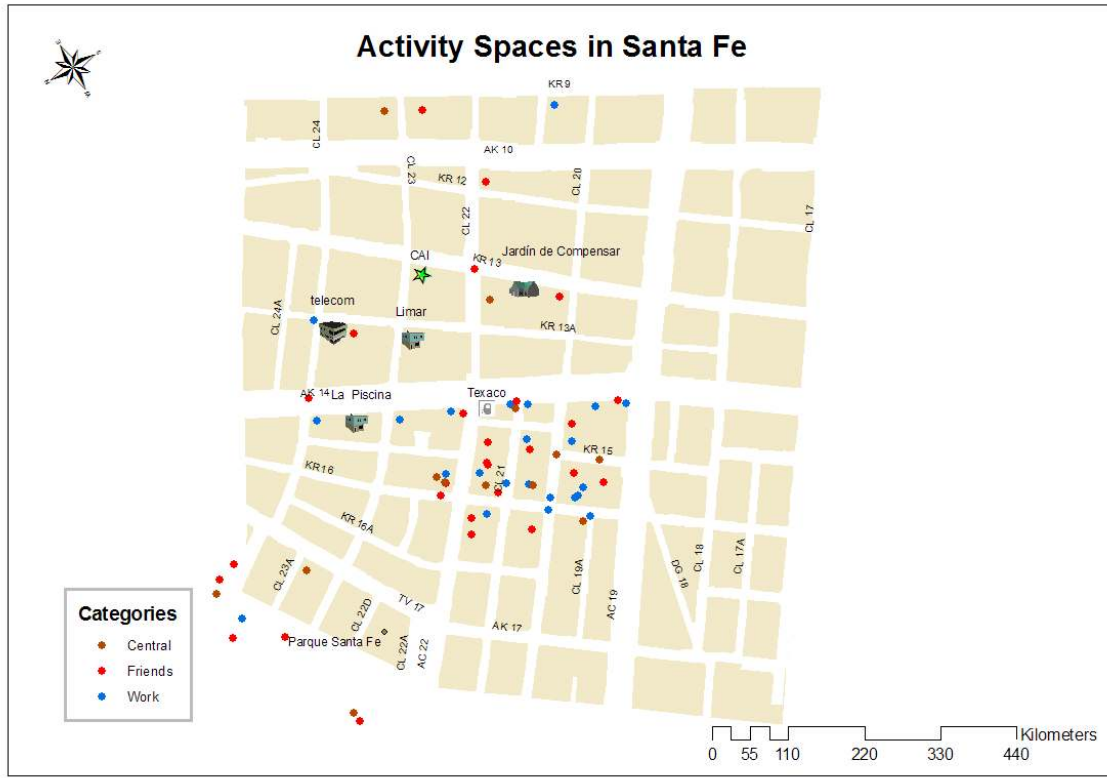 Activity Spaces in Santa Fe
KR 9
CL 24
AK 10
CL 23
KR 12
CL 20
CL 22
CL 17
CAI
KR 13
Jardín de Compensar
telecom
Limar
CL 24A
KR 13A
AK 14
La Piscina
Texaco
KR 15
KR 16
CL 21
KR 16A
CL 23A
CL 22D
TV 17
CL 19A
AC 19
DG 18
CL 18
CL 17A
AK 17
Parque Santa Fe
CL 22A
AC 22
Categories
Central
Friends
Work
Kilometers
0 55 110 220 330 440